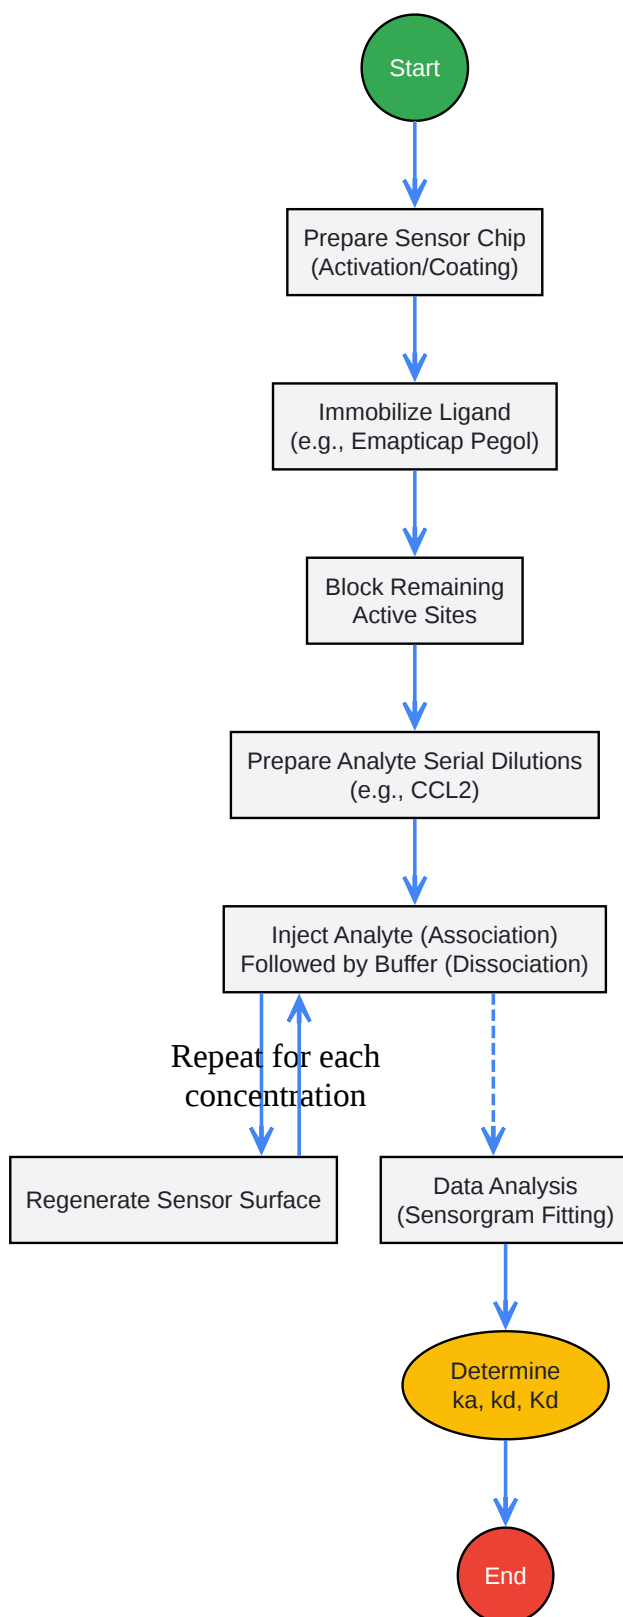 Start
Prepare Sensor Chip
(Activation/Coating)
Immobilize Ligand
(e.g., Emapticap Pegol)
Block Remaining
Active Sites
Prepare Analyte Serial Dilutions
(e.g., CCL2)
Inject Analyte (Association)
Followed by Buffer (Dissociation)
Repeat for each
concentration
Regenerate Sensor Surface
Data Analysis
(Sensorgram Fitting)
Determine
ka, kd, Kd
End